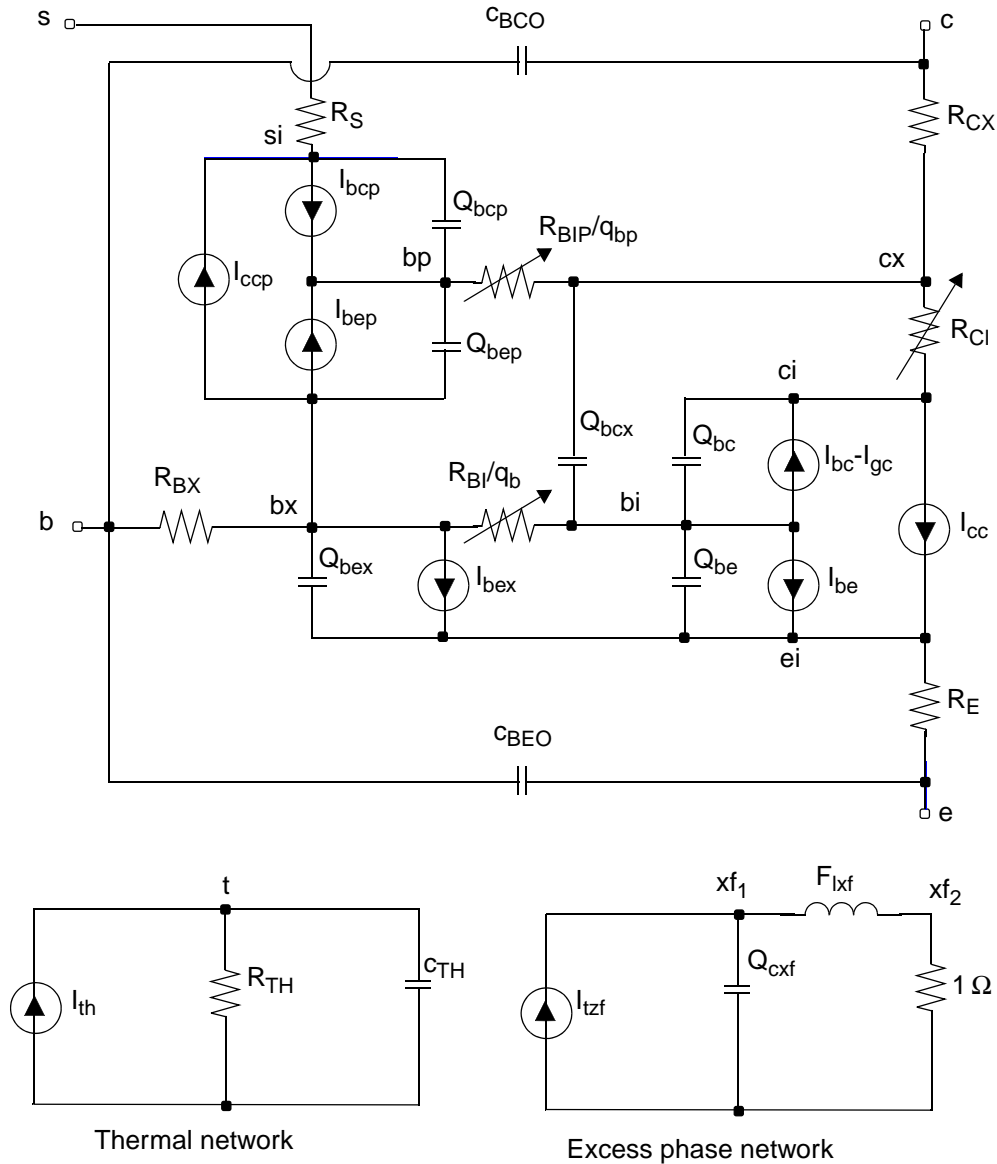 s
c_BCO
c
R_S
R_CX
si
I_bcp
Q_bcp
R_BIP/q_bp
bp
cx
I_ccp
I_bep
Q_bep
R_CI
ci
Q_bcx
Q_bc
I_bc-I_gc
R_BX
R_BI/q_b
b
bx
bi
I_cc
Q_bex
I_bex
Q_be
I_be
ei
R_E
c_BEO
e
t
R_TH
c_TH
I_th
Thermal network
xf_1
F_lxf
xf_2
Q_cxf
1 Ω
I_tzf
Excess phase network